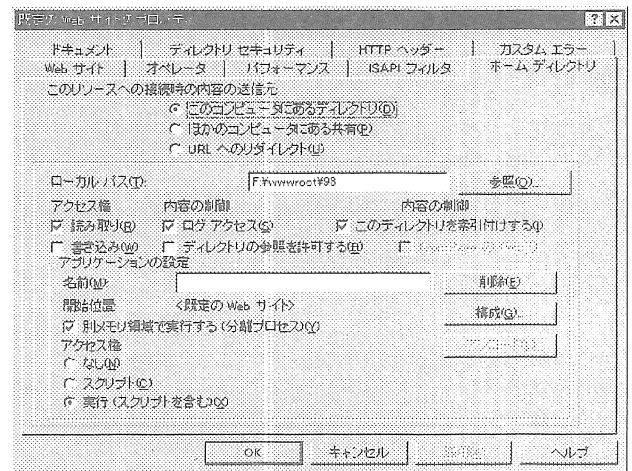 既定の Web サイトのプロパティ
ドキュメント ディレクトリ セキュリティ HTTP ヘッダー カスタム エラー
Web サイト オペレータ パフォーマンス ISAPI フィルタ ホーム ディレクトリ
このリソースへの接続時の内容の送信元
このコンピュータにあるディレクトリ(D)
ほかのコンピュータにある共有(P)
URL へのリダイレクト(U)
ローカル パス(T): F:¥wwwroot¥98 参照(O)...
アクセス権 内容の制御 内容の制御
読み取り(R) ログ アクセス(S) このディレクトリを索引付けする(I)
書き込み(W) ディレクトリの参照を許可する(B)
アプリケーションの設定
名前(M): 削除(E)
開始位置: <既定の Web サイト>
構成(G)...
別メモリ領域で実行する (分離プロセス)(Y)
アクセス権
アンロード(L)
なし(N)
スクリプト(C)
実行 (スクリプトを含む)(X)
OK キャンセル ヘルプ